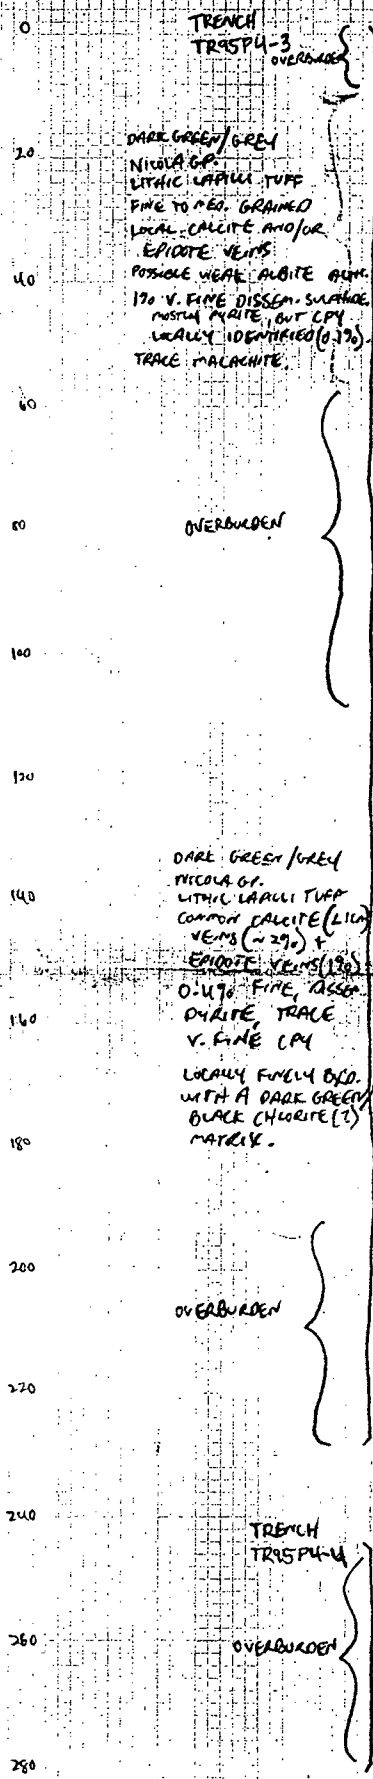 0
TRENCH
TR95P4-3
OVERBURDEN
20
DARK GREEN/GREY
NICOLA GP.
LITHIC LAPILLI TUFF
FINE TO MED. GRAINED
LOCAL CALCITE AND/OR
EPIDOTE VEINS
40
POSSIBLE WEAK ALBITE ALTN.
1% V. FINE DISSEM. SULPHIDE,
MOSTLY PYRITE, BUT CPY
LOCALLY IDENTIFIED (0.1%).
TRACE MALACHITE.
60
80
OVERBURDEN
100
120
DARK GREEN/GREY
NICOLA GP.
140
LITHIC LAPILLI TUFF
COMMON CALCITE (<1CM)
VEINS (~2%) +
EPIDOTE VEINS (1%)
0.4% FINE, DISSEM
160
PYRITE, TRACE
V. FINE CPY
LOCALLY FINELY BXD.
WITH A DARK GREEN/
BLACK CHLORITE(?)
180
MATRIX.
200
OVERBURDEN
220
240
TRENCH
TR95P4-4
260
OVERBURDEN
280